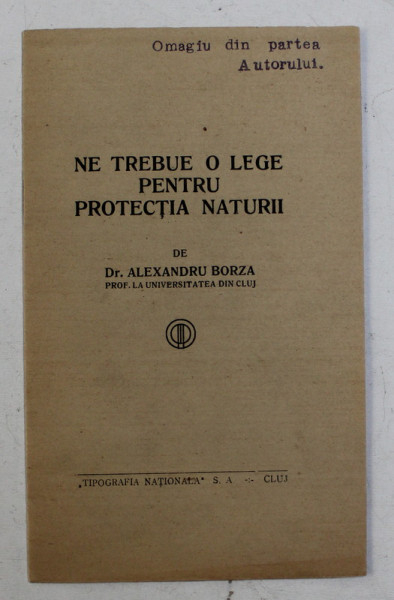 Omagiu din partea
Autorului.
NE TREBUE O LEGE
PENTRU
PROTECȚIA NATURII
DE
Dr. ALEXANDRU BORZA
PROF. LA UNIVERSITATEA DIN CLUJ
„TIPOGRAFIA NAȚIONALA" S. A -:- CLUJ